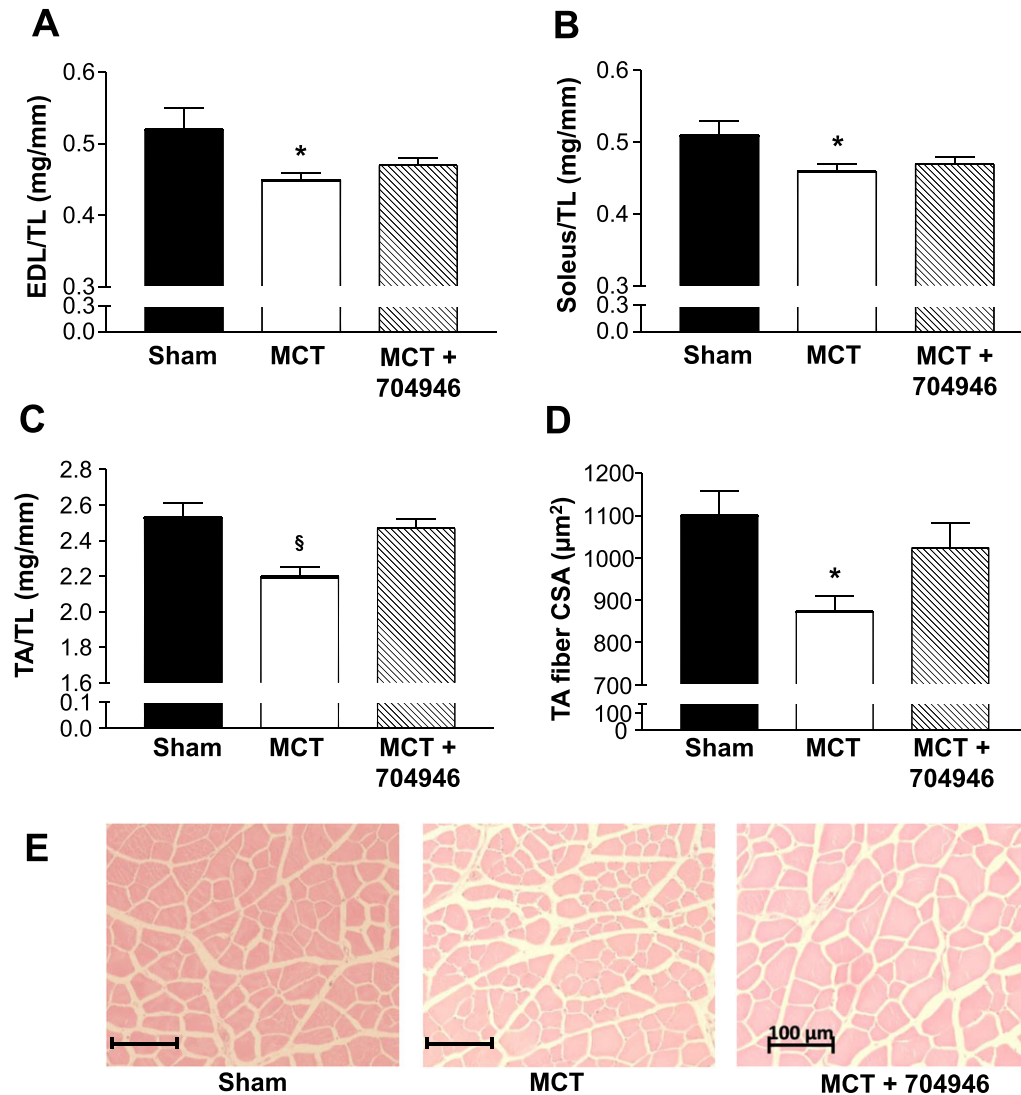 A
EDL/TL (mg/mm)
0.6
0.5
0.4
0.3
0.3
0.0
*
Sham
MCT
MCT +
704946
B
Soleus/TL (mg/mm)
0.6
0.5
0.4
0.3
0.3
0.0
*
Sham
MCT
MCT +
704946
C
TA/TL (mg/mm)
2.8
2.6
2.4
2.2
2.0
1.8
1.6
0.1
0.0
§
Sham
MCT
MCT +
704946
D
TA fiber CSA (µm²)
1200
1100
1000
900
800
700
100
0
*
Sham
MCT
MCT +
704946
E
100 µm
Sham
MCT
MCT + 704946